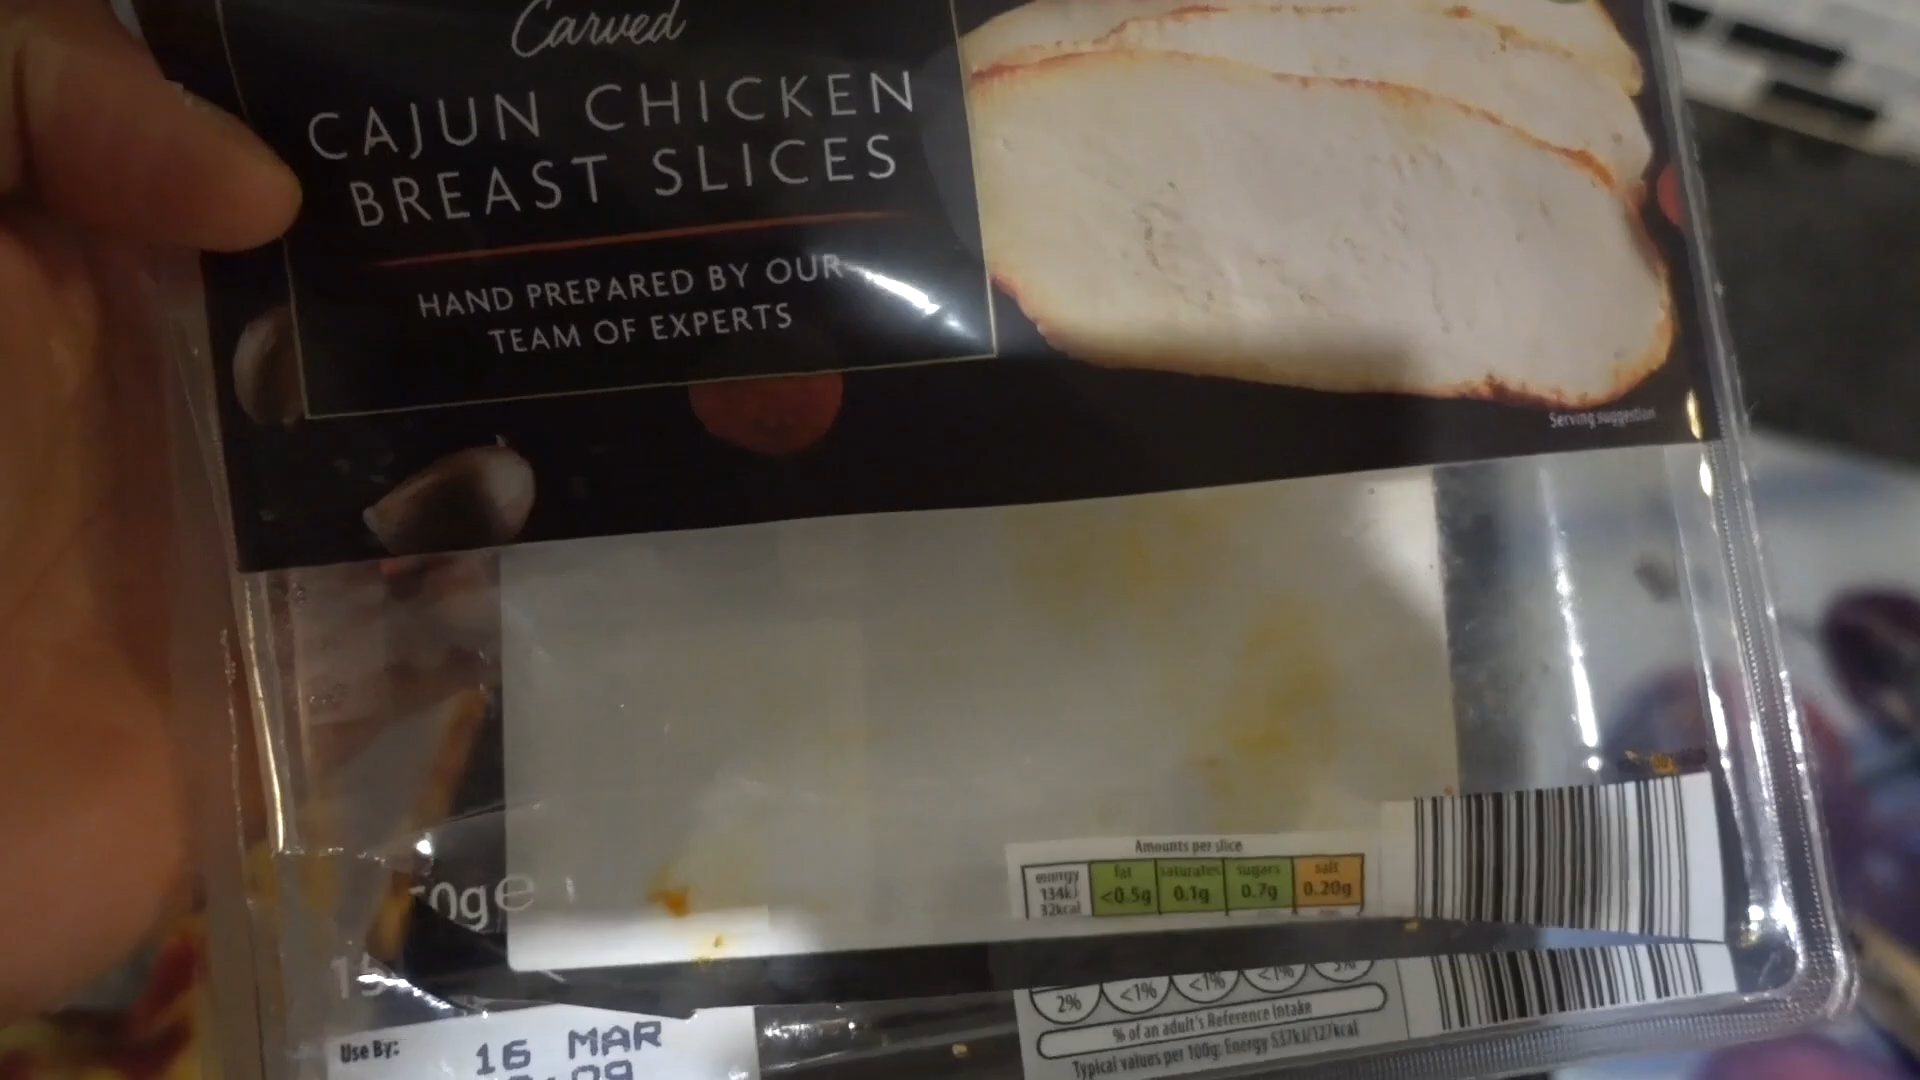 Carved
CAJUN CHICKEN
BREAST SLICES
HAND PREPARED BY OUR
TEAM OF EXPERTS
Serving suggestion
Amounts per slice
energy 134kJ 32kcal
fat <0.5g
saturates 0.1g
sugars 0.7g
salt 0.20g
0g e
2% <1% <1% <1% 3%
% of an adult's Reference Intake
Typical values per 100g: Energy 537kJ/127kcal
Use By:
16 MAR